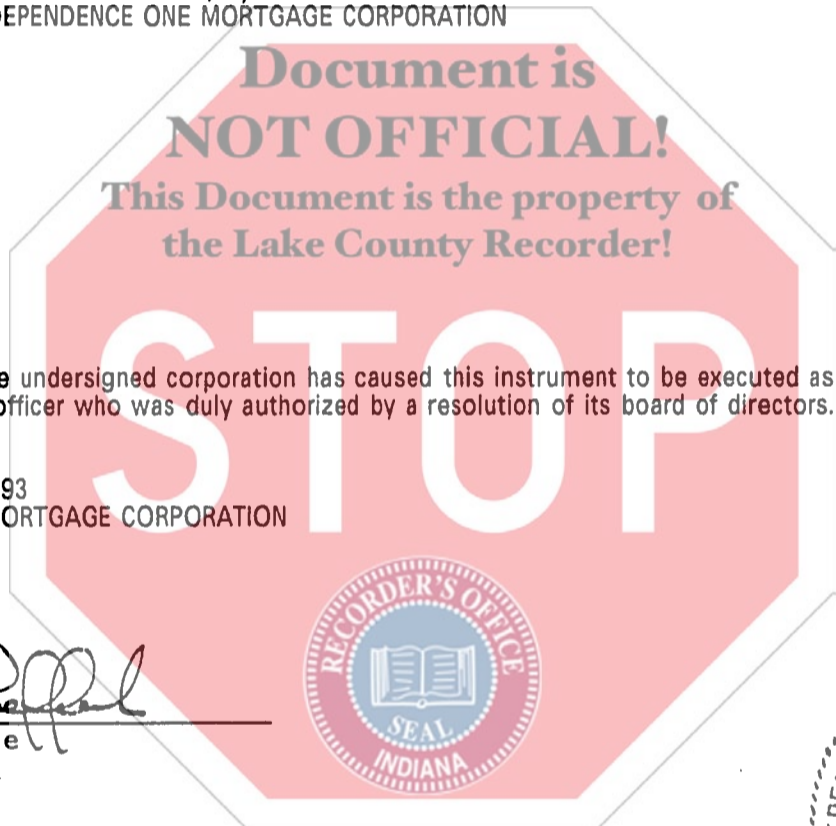 EPENDENCE ONE MORTGAGE CORPORATION
Document is
NOT OFFICIAL!
This Document is the property of
the Lake County Recorder!
STOP
e undersigned corporation has caused this instrument to be executed as
officer who was duly authorized by a resolution of its board of directors.
93
ORTGAGE CORPORATION
e
RECORDER'S OFFICE
SEAL
INDIANA